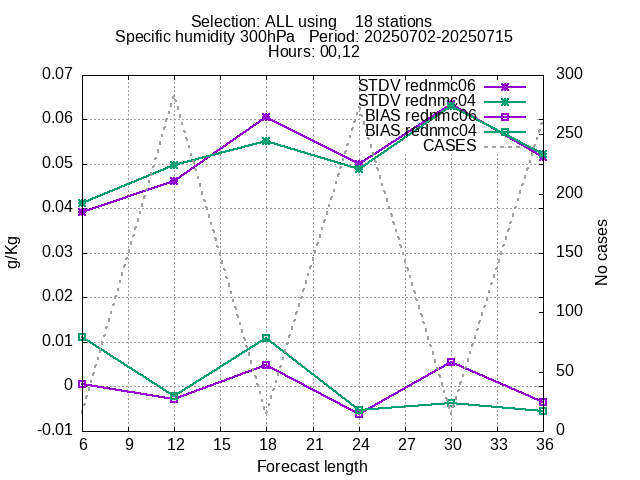 Selection: ALL using    18 stations
Specific humidity 300hPa   Period: 20250702-20250715
Hours: 00,12
0.07
0.06
0.05
0.04
0.03
0.02
0.01
0
-0.01
g/Kg
STDV rednmc06
STDV rednmc04
BIAS rednmc06
BIAS rednmc04
CASES
300
250
200
150
100
50
0
No cases
6 9 12 15 18 21 24 27 30 33 36
Forecast length